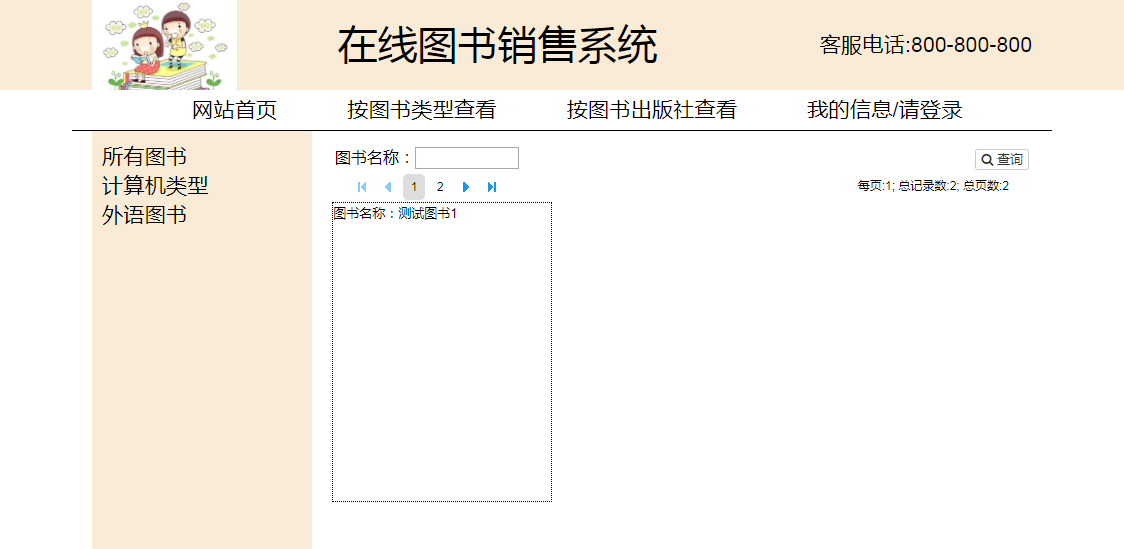 在线图书销售系统
客服电话:800-800-800
网站首页 按图书类型查看 按图书出版社查看 我的信息/请登录
所有图书
计算机类型
外语图书
图书名称：
查询
1 2
每页:1; 总记录数:2; 总页数:2
图书名称：测试图书1